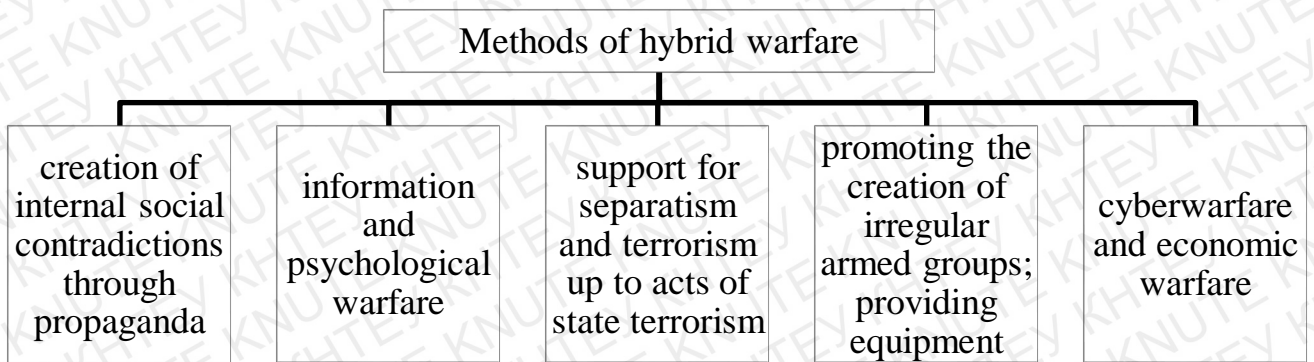 Methods of hybrid warfare
creation of
internal social
contradictions
through
propaganda
information
and
psychological
warfare
support for
separatism
and terrorism
up to acts of
state terrorism
promoting the
creation of
irregular
armed groups;
providing
equipment
cyberwarfare
and economic
warfare